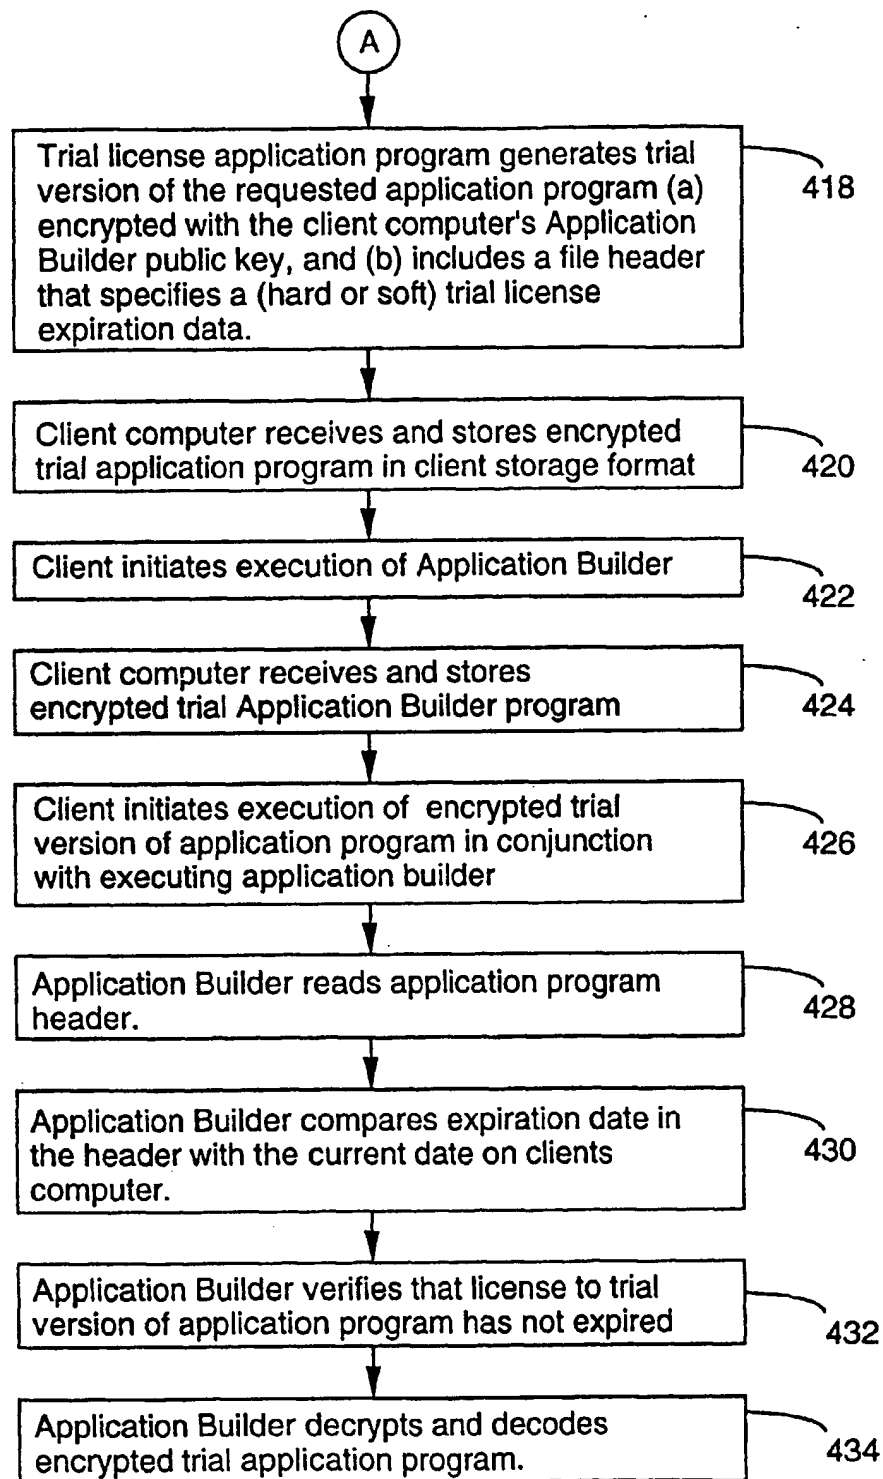 A
Trial license application program generates trial
version of the requested application program (a)
encrypted with the client computer's Application
Builder public key, and (b) includes a file header
that specifies a (hard or soft) trial license
expiration data.
418
Client computer receives and stores encrypted
trial application program in client storage format
420
Client initiates execution of Application Builder
422
Client computer receives and stores
encrypted trial Application Builder program
424
Client initiates execution of encrypted trial
version of application program in conjunction
with executing application builder
426
Application Builder reads application program
header.
428
Application Builder compares expiration date in
the header with the current date on clients
computer.
430
Application Builder verifies that license to trial
version of application program has not expired
432
Application Builder decrypts and decodes
encrypted trial application program.
434